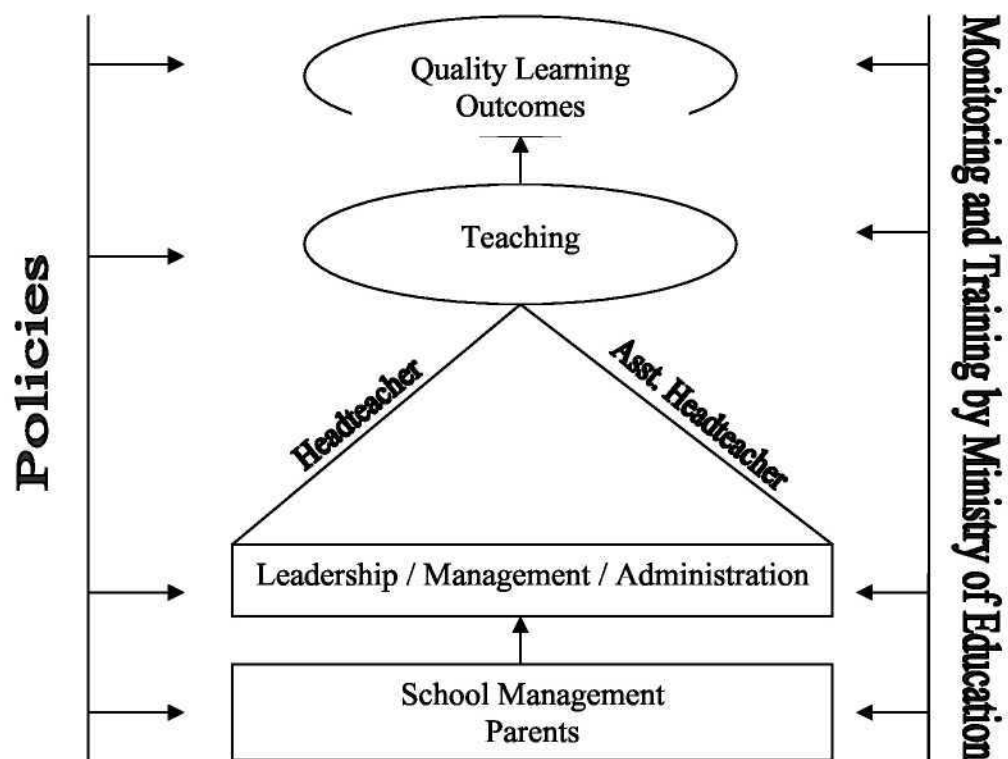 Policies
Quality Learning
Outcomes
Teaching
Headteacher
Asst. Headteacher
Leadership / Management / Administration
School Management
Parents
Monitoring and Training by Ministry of Education